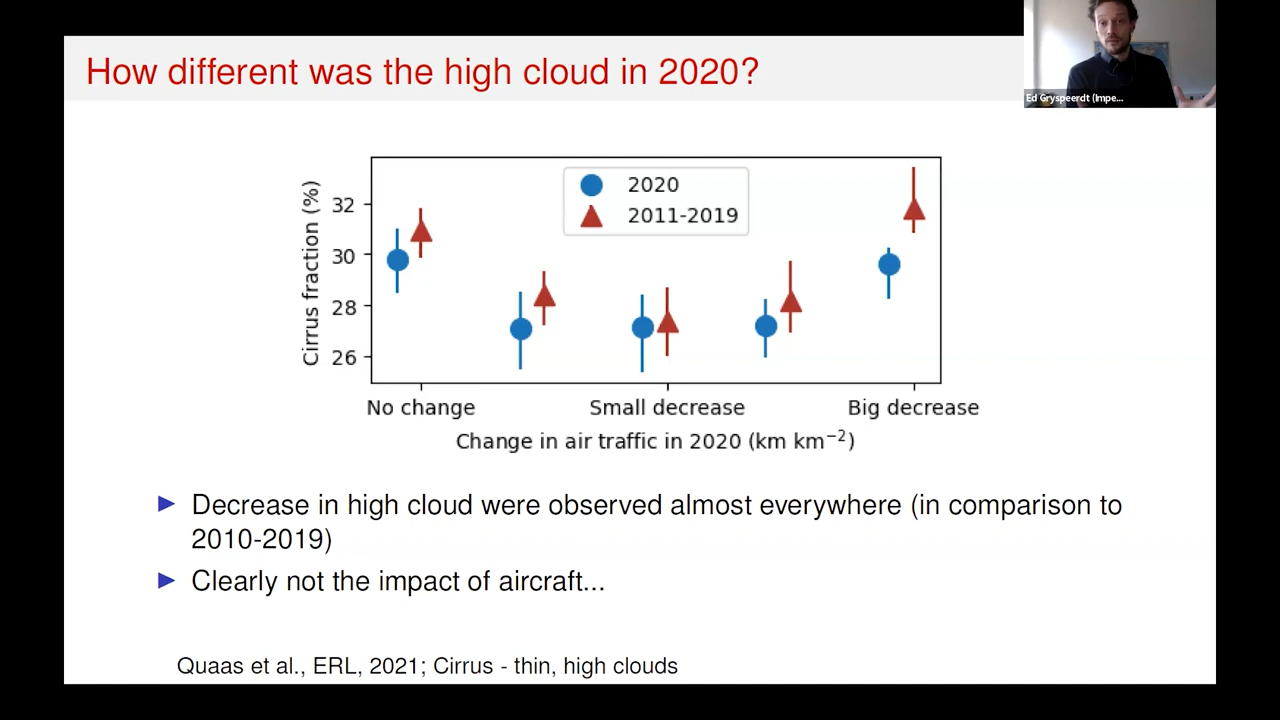 How different was the high cloud in 2020?
Ed Gryspeerdt (Impe...
2020
2011-2019
Cirrus fraction (%)
32
30
28
26
No change Small decrease Big decrease
Change in air traffic in 2020 (km km⁻²)
Decrease in high cloud were observed almost everywhere (in comparison to
2010-2019)
Clearly not the impact of aircraft...
Quaas et al., ERL, 2021; Cirrus - thin, high clouds